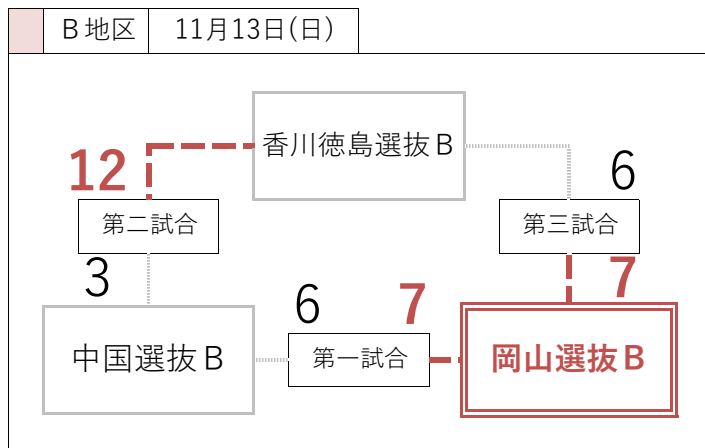 Ｂ地区 11月13日(日)
香川徳島選抜Ｂ
12 6
第二試合 第三試合
3 7
6 7
中国選抜Ｂ 第一試合 岡山選抜Ｂ